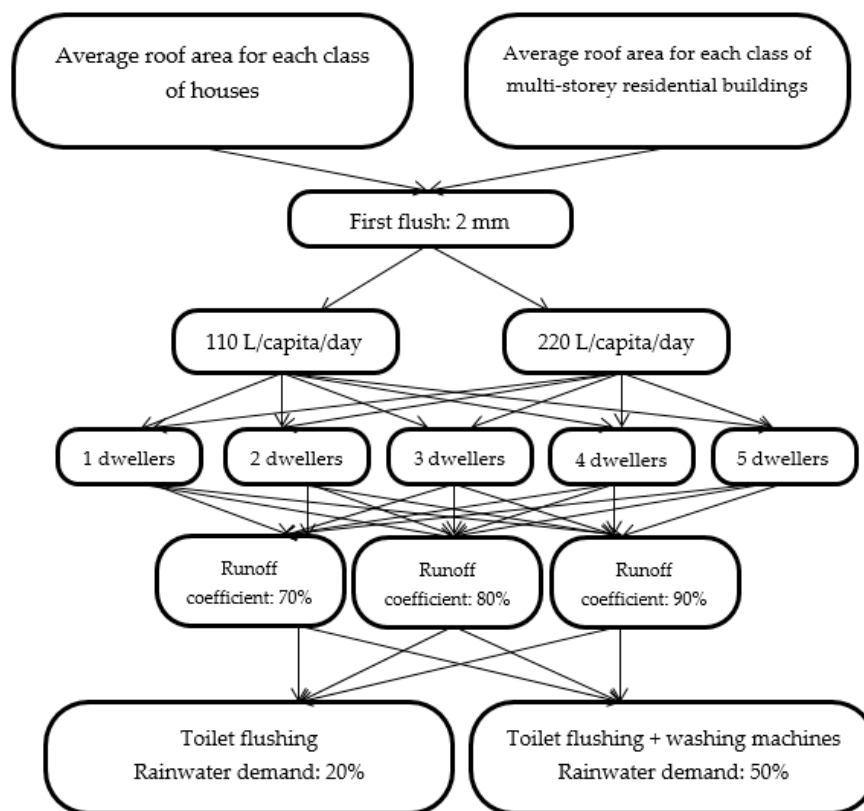 Average roof area for each class
of houses
Average roof area for each class of
multi-storey residential buildings
First flush: 2 mm
110 L/capita/day
220 L/capita/day
1 dwellers
2 dwellers
3 dwellers
4 dwellers
5 dwellers
Runoff
coefficient: 70%
Runoff
coefficient: 80%
Runoff
coefficient: 90%
Toilet flushing
Rainwater demand: 20%
Toilet flushing + washing machines
Rainwater demand: 50%